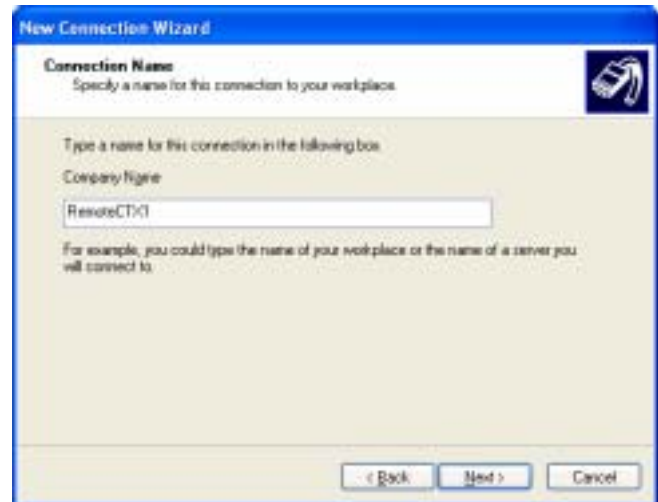 New Connection Wizard
Connection Name
Specify a name for this connection to your workplace.
Type a name for this connection in the following box.
Company Name
RemoteCTX1
For example, you could type the name of your workplace or the name of a server you
will connect to.
< Back
Next >
Cancel